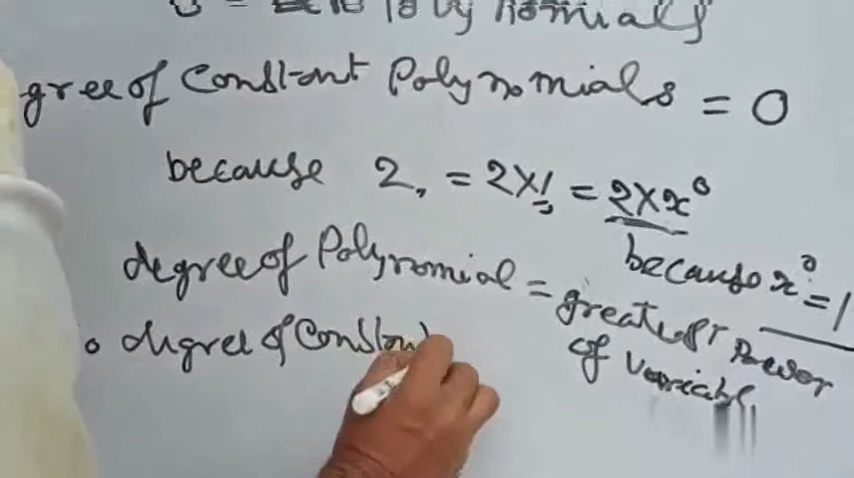 Polynomials
gree of Constant Polynomials = 0
because 2, = 2×1 = 2×x⁰
because x⁰ = 1
degree of Polynomial = greatest power of variable
degree of Constant